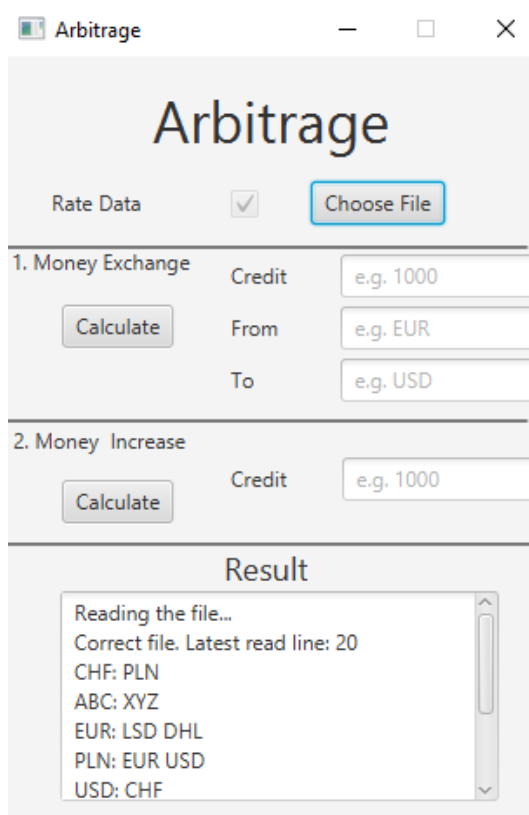 Arbitrage
Arbitrage
Rate Data
Choose File
1. Money Exchange
Credit
e.g. 1000
Calculate
From
e.g. EUR
To
e.g. USD
2. Money  Increase
Credit
e.g. 1000
Calculate
Result
Reading the file...
Correct file. Latest read line: 20
CHF: PLN
ABC: XYZ
EUR: LSD DHL
PLN: EUR USD
USD: CHF